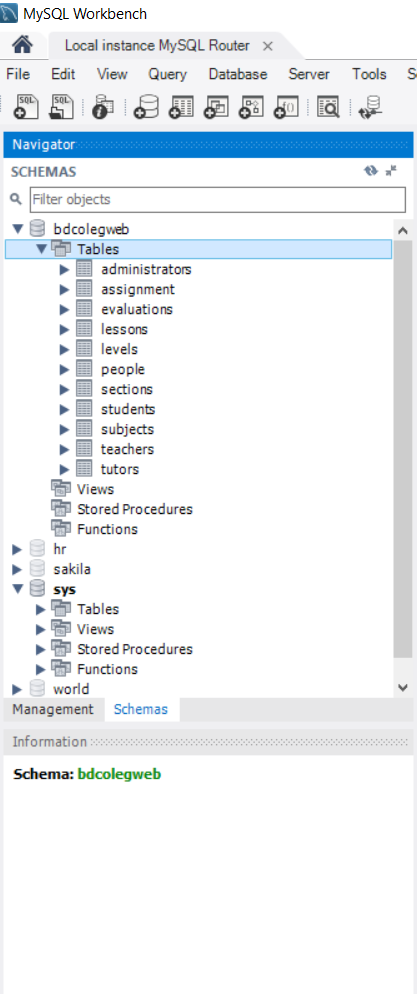 MySQL Workbench
Local instance MySQL Router
File Edit View Query Database Server Tools S
SQL SQL
Navigator
SCHEMAS
Filter objects
bdcolegweb
Tables
administrators
assignment
evaluations
lessons
levels
people
sections
students
subjects
teachers
tutors
Views
Stored Procedures
Functions
hr
sakila
sys
Tables
Views
Stored Procedures
Functions
world
Management Schemas
Information
Schema: bdcolegweb